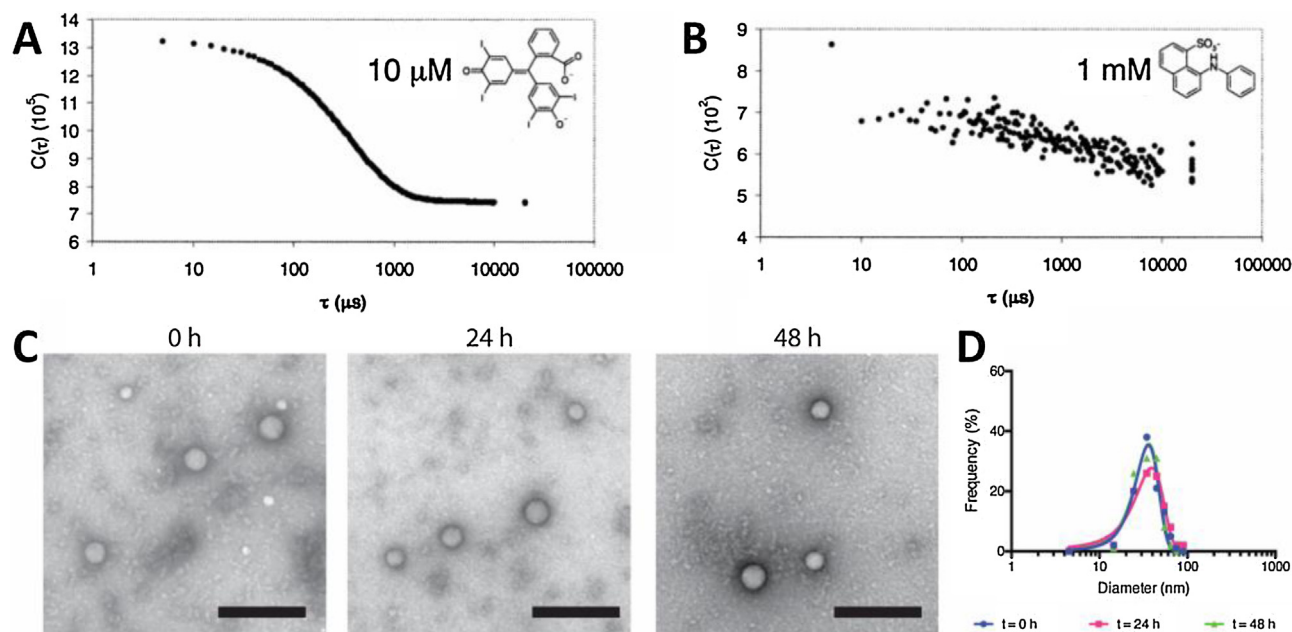 A
14
13
12
11
10
9
8
7
6
C(τ) (10⁵)
10 μM
I
O
I
O
O⁻
I
I
O⁻
1
10
100
1000
10000
100000
τ (μs)
B
9
8
7
6
5
4
C(τ) (10²)
1 mM
SO₃⁻
H
N
1
10
100
1000
10000
100000
τ (μs)
C
0 h
24 h
48 h
D
60
40
20
0
Frequency (%)
1
10
100
1000
Diameter (nm)
t = 0 h
t = 24 h
t = 48 h